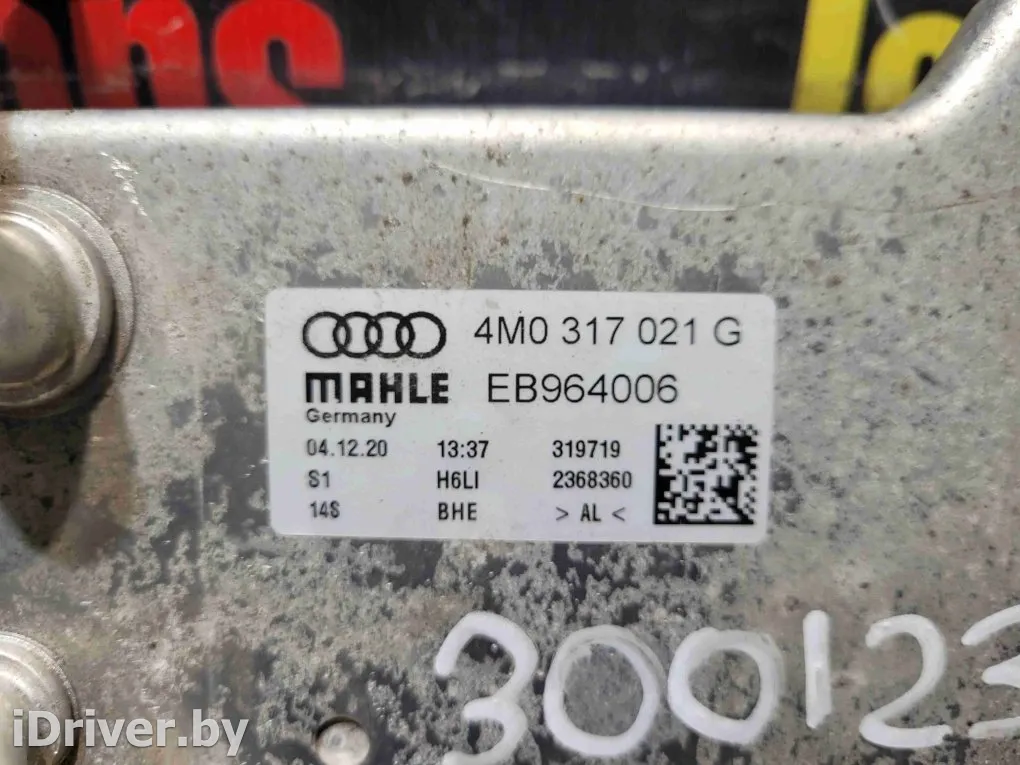 4M0 317 021 G
MAHLE EB964006
Germany
04.12.20 13:37 319719
S1 H6LI 2368360
14S BHE > AL <
300123
iDriver.by